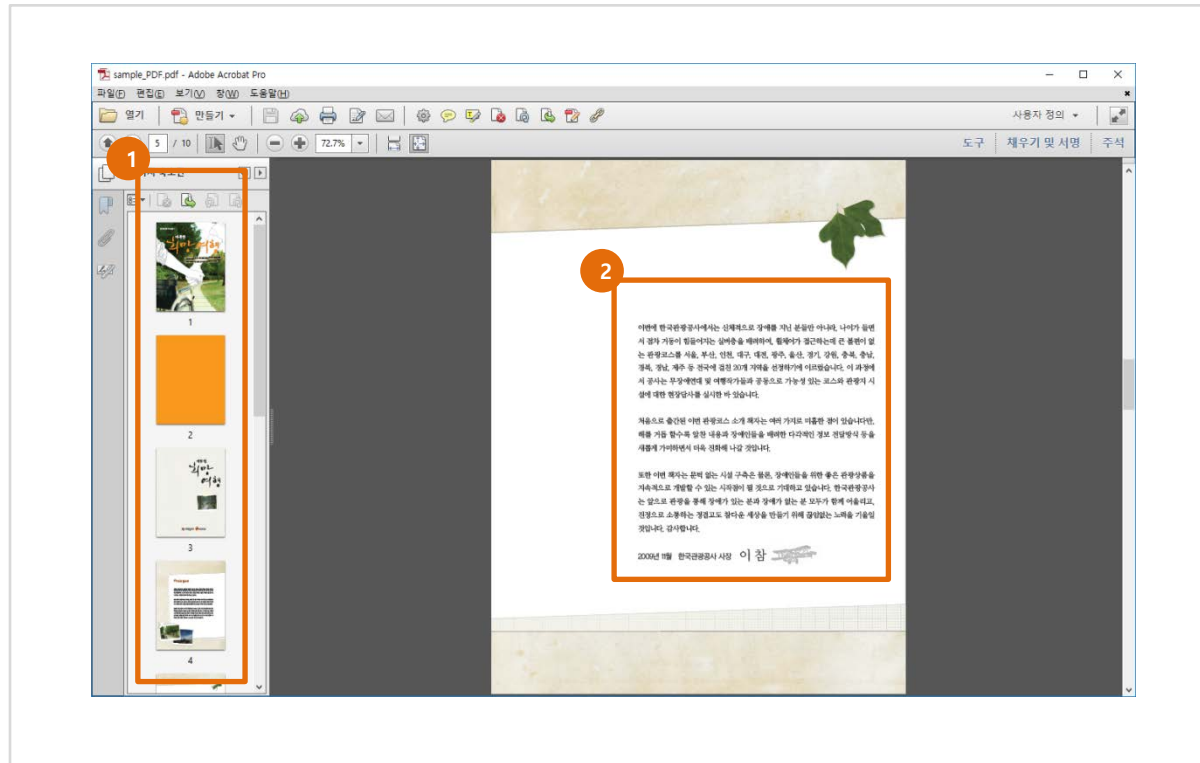 sample_PDF.pdf - Adobe Acrobat Pro
파일(F) 편집(E) 보기(V) 창(W) 도움말(H)
열기 만들기 사용자 정의
5 / 10 72.7% 도구 채우기 및 서명 주석
1
희망여행
1
2
희망
여행
3
Prologue
4
2
이번에 한국관광공사에서는 신체적으로 장애를 지닌 분들만 아니라, 나이가 들면
서 점차 거동이 힘들어지는 실버층을 배려하여, 휠체어가 접근하는데 큰 불편이 없
는 관광코스를 서울, 부산, 인천, 대구, 대전, 광주, 울산, 경기, 강원, 충북, 충남,
경북, 경남, 제주 등 전국에 걸친 20개 지역을 선정하기에 이르렀습니다. 이 과정에
서 공사는 무장애연대 및 여행작가들과 공동으로 가능성 있는 코스와 관광지 시
설에 대한 현장답사를 실시한 바 있습니다.
처음으로 출간된 이번 관광코스 소개 책자는 여러 가지로 미흡한 점이 있습니다만,
해를 거듭 할수록 알찬 내용과 장애인들을 배려한 다각적인 정보 전달방식 등을
새롭게 가미하면서 더욱 진화해 나갈 것입니다.
또한 이번 책자는 문턱 없는 시설 구축은 물론, 장애인들을 위한 좋은 관광상품을
지속적으로 개발할 수 있는 시작점이 될 것으로 기대하고 있습니다. 한국관광공사
는 앞으로 관광을 통해 장애가 있는 분과 장애가 없는 분 모두가 함께 어울리고,
진정으로 소통하는 정겹고도 참다운 세상을 만들기 위해 끊임없는 노력을 기울일
것입니다. 감사합니다.
2009년 11월 한국관광공사 사장 이 참